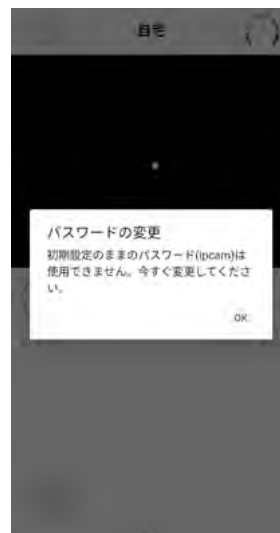 自宅
パスワードの変更
初期設定のままのパスワード(ipcam)は
使用できません。今すぐ変更してくださ
い。
OK